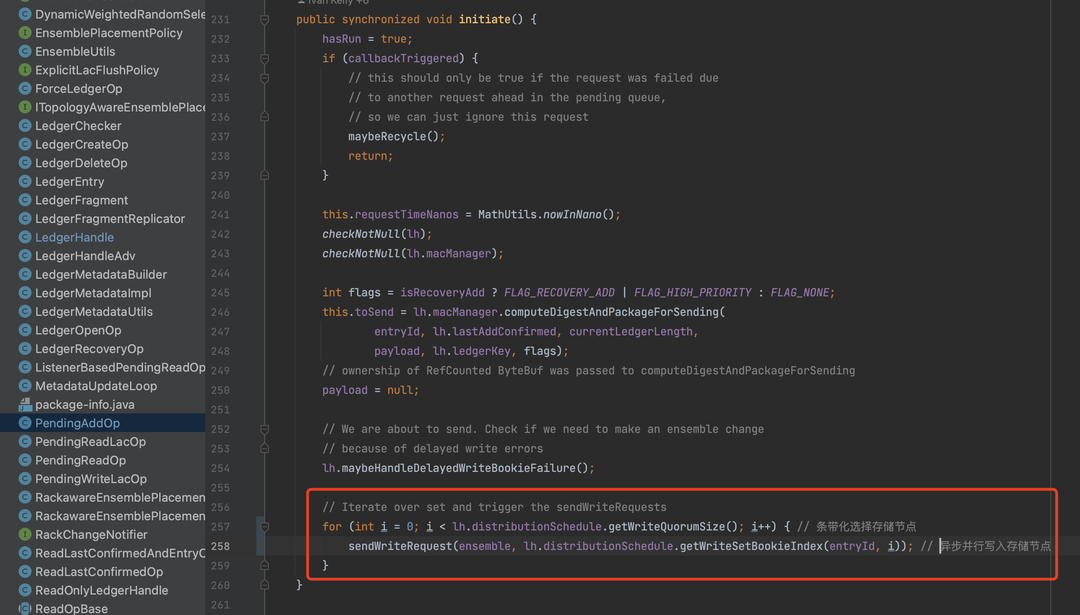 Ivan Kelly +6
DynamicWeightedRandomSele
EnsemblePlacementPolicy
EnsembleUtils
ExplicitLacFlushPolicy
ForceLedgerOp
ITopologyAwareEnsemblePlace
LedgerChecker
LedgerCreateOp
LedgerDeleteOp
LedgerEntry
LedgerFragment
LedgerFragmentReplicator
LedgerHandle
LedgerHandleAdv
LedgerMetadataBuilder
LedgerMetadataImpl
LedgerMetadataUtils
LedgerOpenOp
LedgerRecoveryOp
ListenerBasedPendingReadOp
MetadataUpdateLoop
package-info.java
PendingAddOp
PendingReadLacOp
PendingReadOp
PendingWriteLacOp
RackawareEnsemblePlacemen
RackawareEnsemblePlacemen
RackChangeNotifier
ReadLastConfirmedAndEntryO
ReadLastConfirmedOp
ReadOnlyLedgerHandle
ReadOpBase
231 public synchronized void initiate() {
232 hasRun = true;
233 if (callbackTriggered) {
234 // this should only be true if the request was failed due
235 // to another request ahead in the pending queue,
236 // so we can just ignore this request
237 maybeRecycle();
238 return;
239 }
240
241 this.requestTimeNanos = MathUtils.nowInNano();
242 checkNotNull(lh);
243 checkNotNull(lh.macManager);
244
245 int flags = isRecoveryAdd ? FLAG_RECOVERY_ADD | FLAG_HIGH_PRIORITY : FLAG_NONE;
246 this.toSend = lh.macManager.computeDigestAndPackageForSending(
247 entryId, lh.lastAddConfirmed, currentLedgerLength,
248 payload, lh.ledgerKey, flags);
249 // ownership of RefCounted ByteBuf was passed to computeDigestAndPackageForSending
250 payload = null;
251
252 // We are about to send. Check if we need to make an ensemble change
253 // because of delayed write errors
254 lh.maybeHandleDelayedWriteBookieFailure();
255
256 // Iterate over set and trigger the sendWriteRequests
257 for (int i = 0; i < lh.distributionSchedule.getWriteQuorumSize(); i++) { // 条带化选择存储节点
258 sendWriteRequest(ensemble, lh.distributionSchedule.getWriteSetBookieIndex(entryId, i)); // 异步并行写入存储节点
259 }
260 }
261